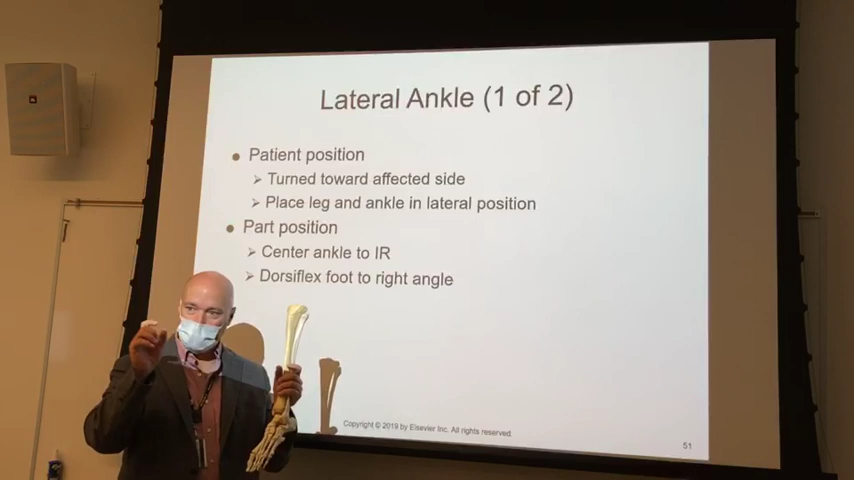 Lateral Ankle (1 of 2)
• Patient position
➢ Turned toward affected side
➢ Place leg and ankle in lateral position
• Part position
➢ Center ankle to IR
➢ Dorsiflex foot to right angle
Copyright © 2019 by Elsevier Inc. All rights reserved.
51